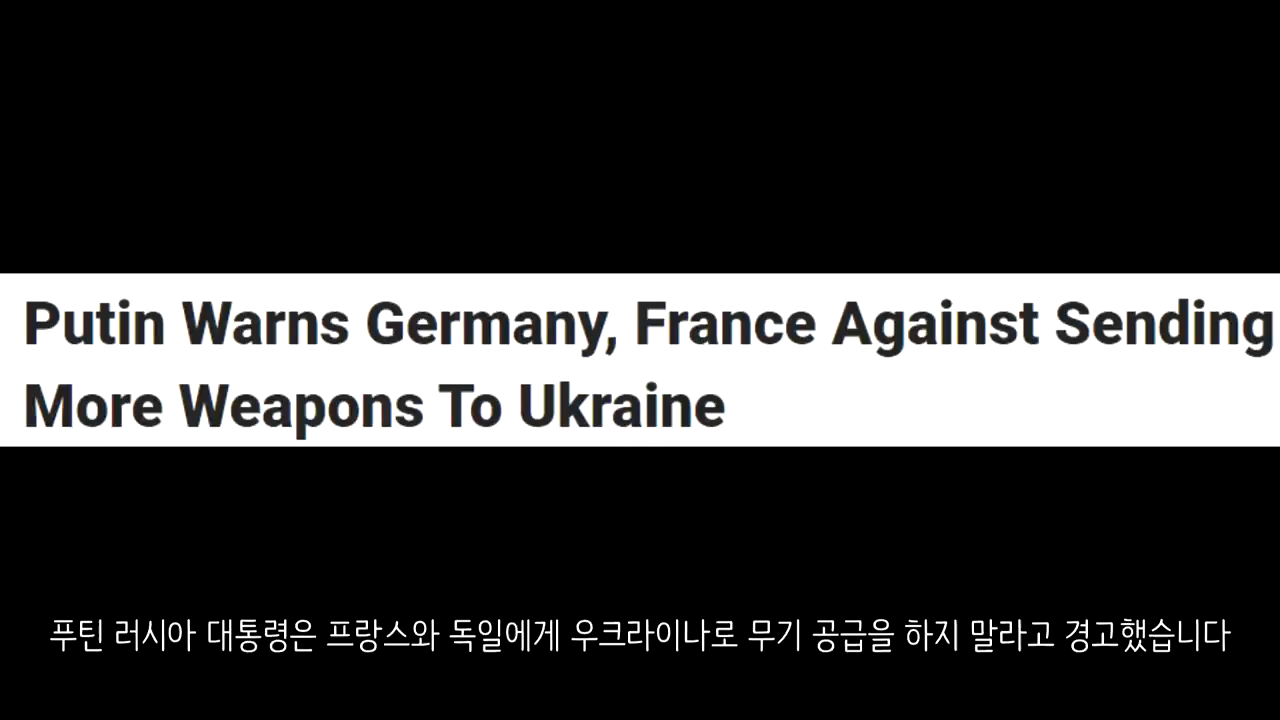 Putin Warns Germany, France Against Sending
More Weapons To Ukraine
푸틴 러시아 대통령은 프랑스와 독일에게 우크라이나로 무기 공급을 하지 말라고 경고했습니다